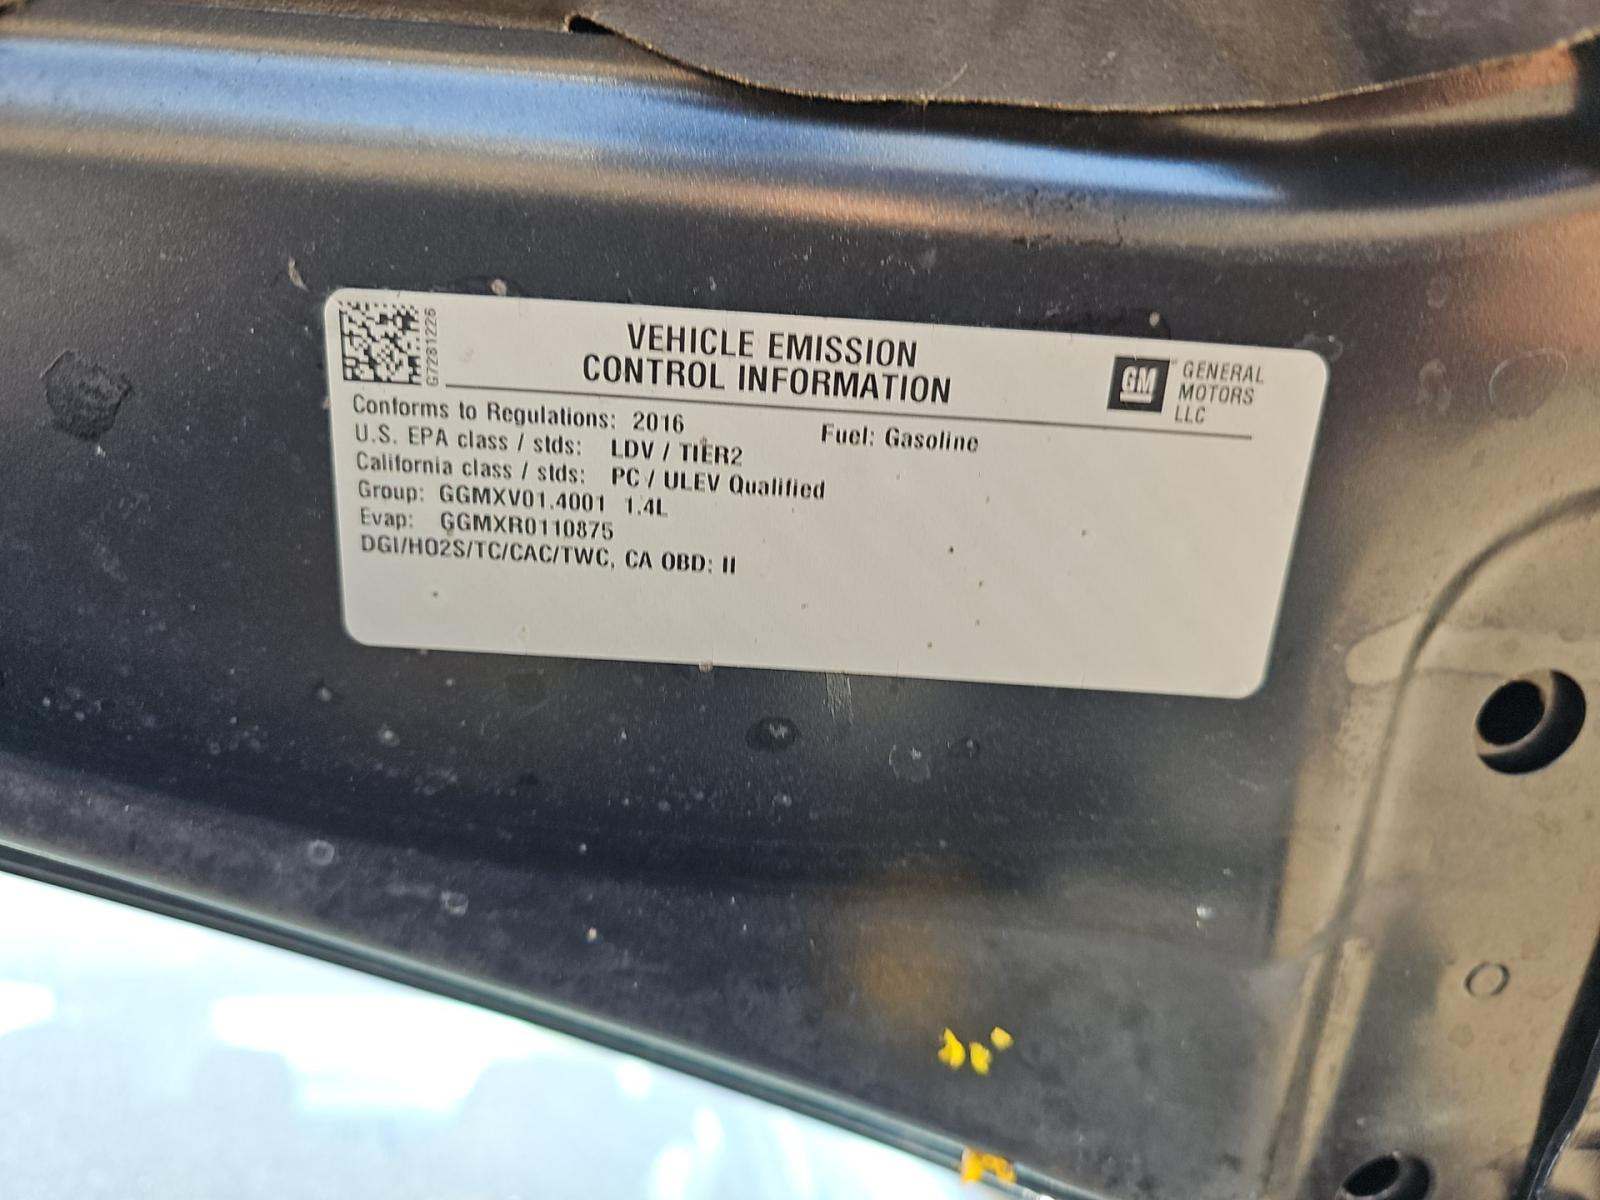 G7281226
VEHICLE EMISSION
CONTROL INFORMATION
GM
GENERAL
MOTORS
LLC
Conforms to Regulations: 2016
Fuel: Gasoline
U.S. EPA class / stds: LDV / TIER2
California class / stds: PC / ULEV Qualified
Group: GGMXV01.4001 1.4L
Evap: GGMXR0110875
DGI/HO2S/TC/CAC/TWC, CA OBD: II